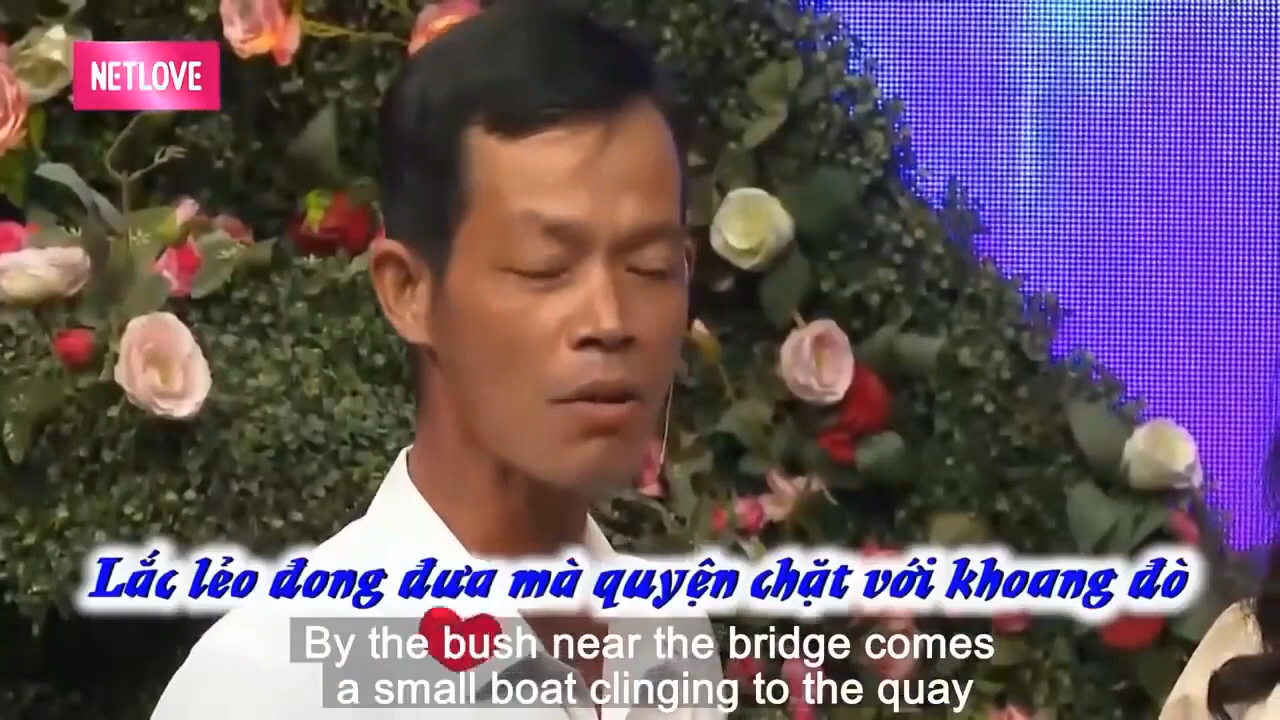 NETLOVE
Lắc lẻo đong đưa mà quyện chặt với khoang đò
By the bush near the bridge comes
a small boat clinging to the quay